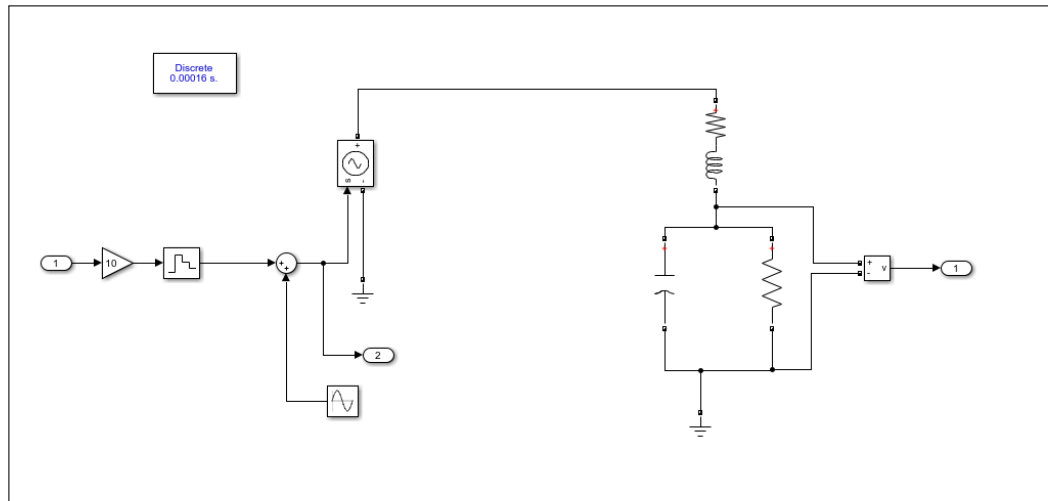 Discrete
0.00016 s.
+
s
-
1
10
+
+
2
+
-
v
1